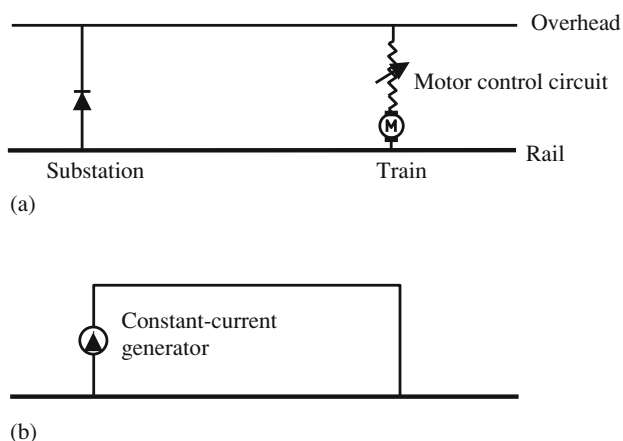 Overhead
Motor control circuit
M
Rail
Substation
Train
(a)
Constant-current
generator
(b)